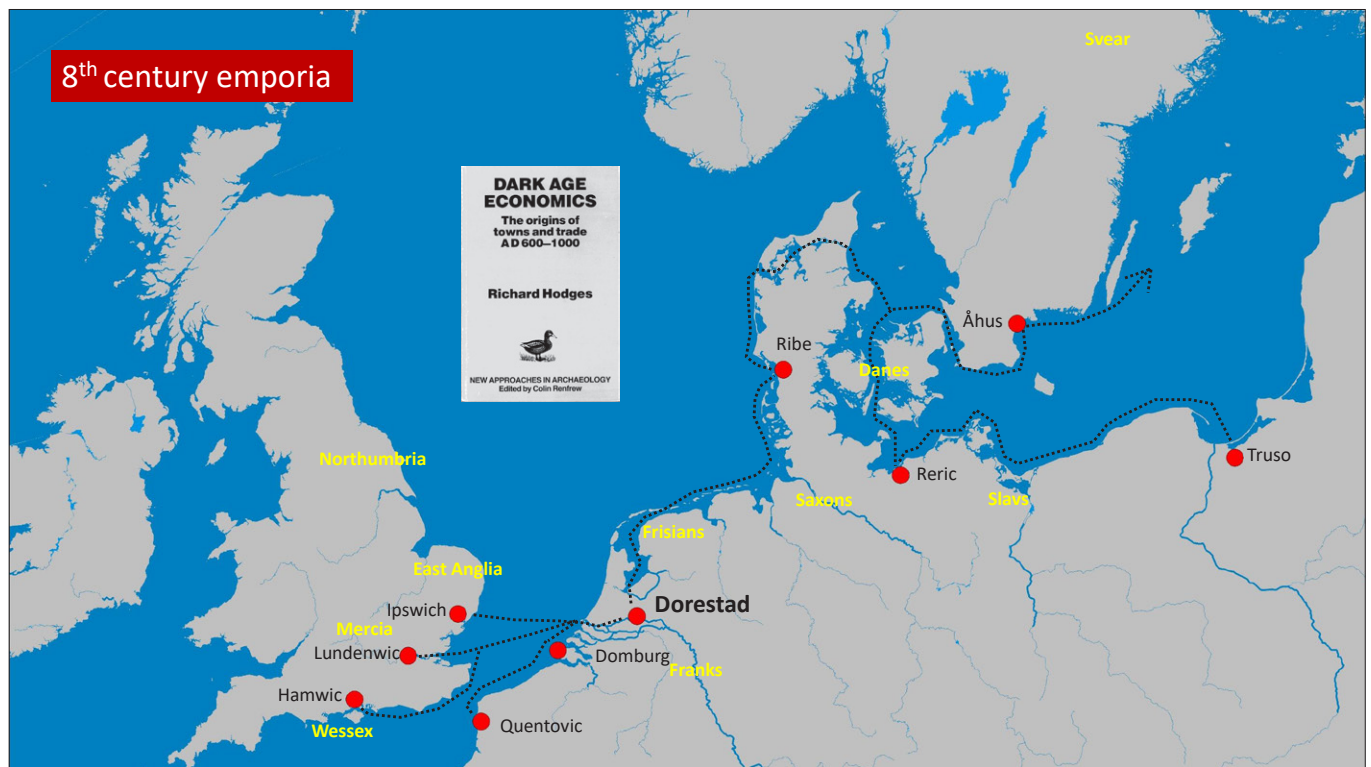 8th century emporia
Svear
DARK AGE
ECONOMICS
The origins of
towns and trade
AD 600–1000
Richard Hodges
NEW APPROACHES IN ARCHAEOLOGY
Edited by Colin Renfrew
Åhus
Ribe
Danes
Truso
Northumbria
Reric
Saxons
Slavs
Frisians
East Anglia
Ipswich
Dorestad
Mercia
Lundenwic
Domburg
Franks
Hamwic
Quentovic
Wessex